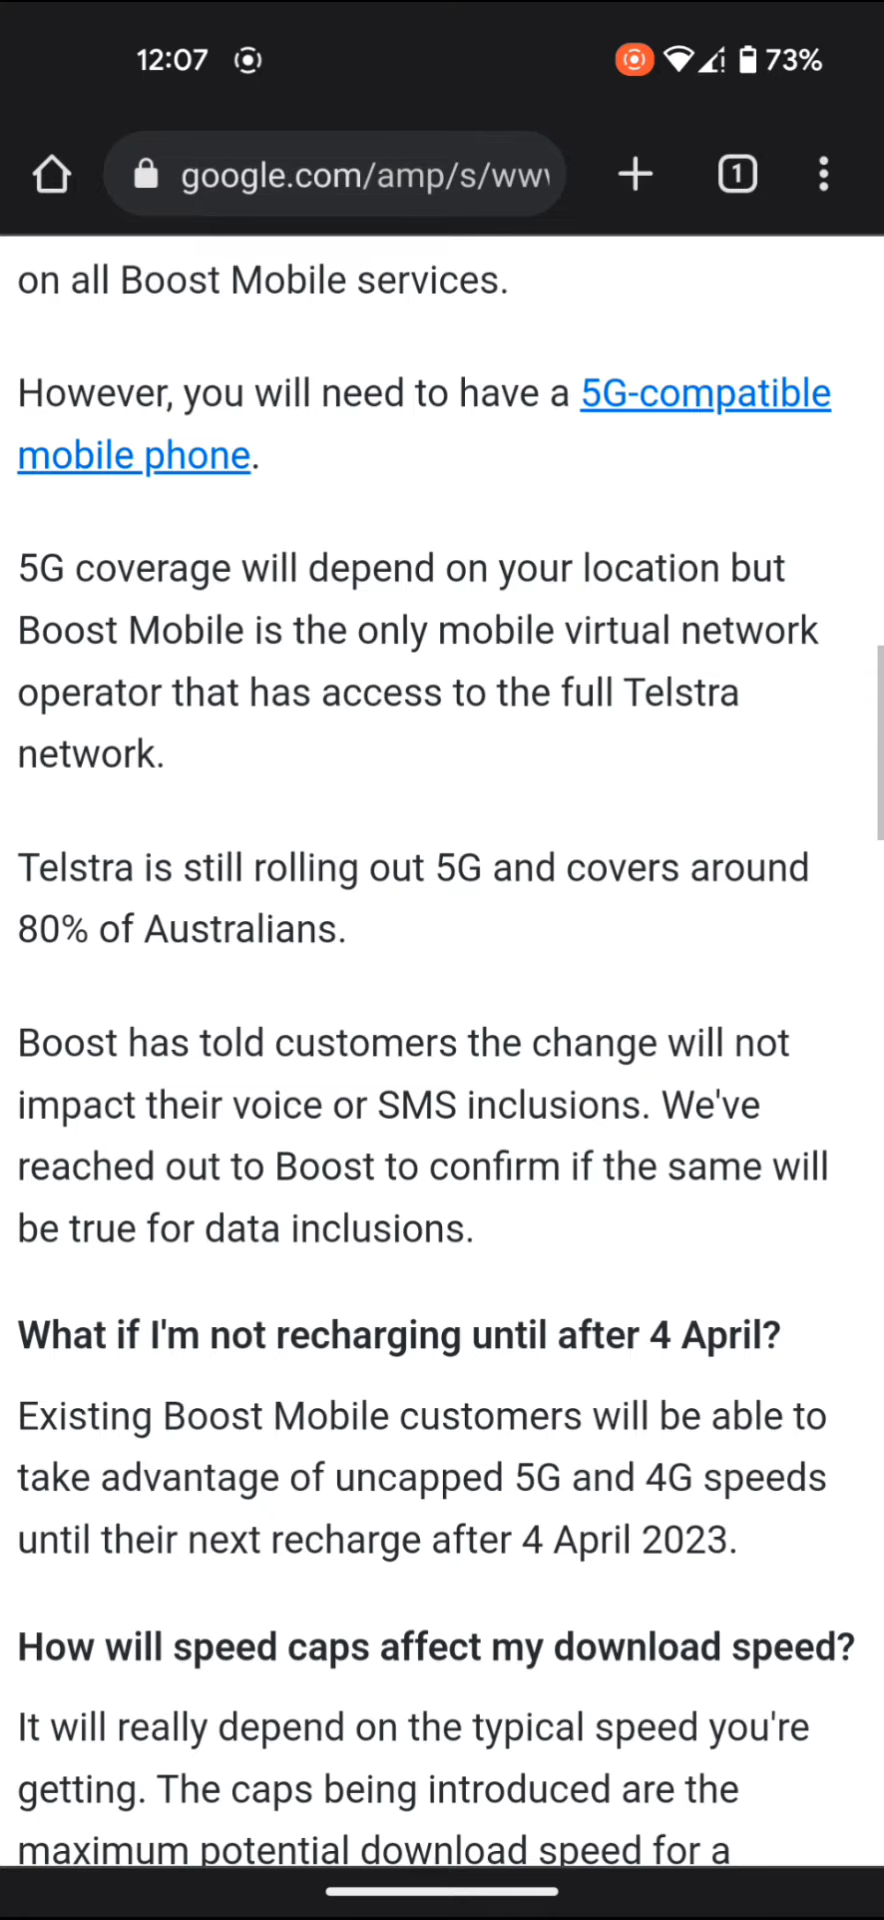 12:07
73%
google.com/amp/s/www
1
on all Boost Mobile services.
However, you will need to have a 5G-compatible
mobile phone.
5G coverage will depend on your location but
Boost Mobile is the only mobile virtual network
operator that has access to the full Telstra
network.
Telstra is still rolling out 5G and covers around
80% of Australians.
Boost has told customers the change will not
impact their voice or SMS inclusions. We've
reached out to Boost to confirm if the same will
be true for data inclusions.
What if I'm not recharging until after 4 April?
Existing Boost Mobile customers will be able to
take advantage of uncapped 5G and 4G speeds
until their next recharge after 4 April 2023.
How will speed caps affect my download speed?
It will really depend on the typical speed you're
getting. The caps being introduced are the
maximum potential download speed for a